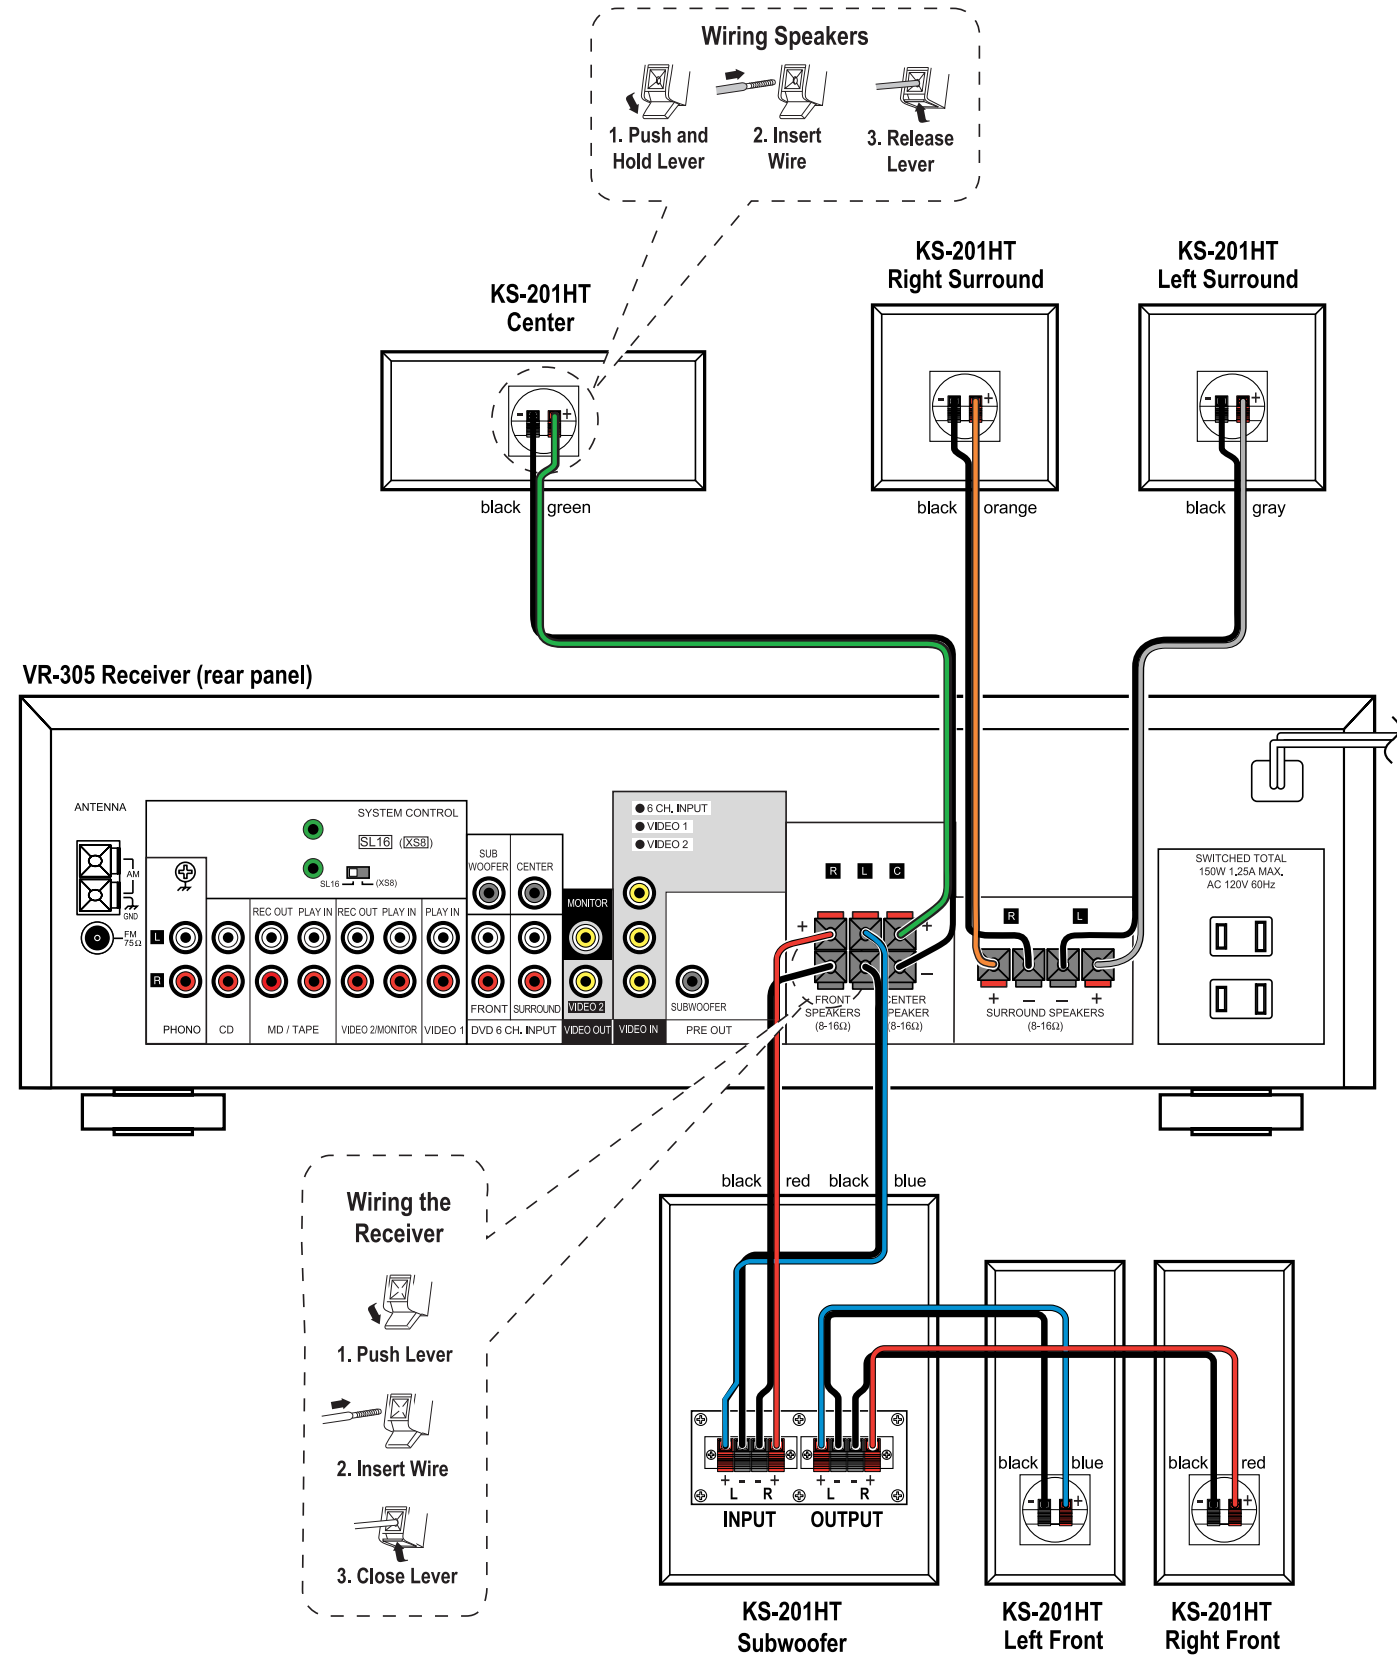 Wiring Speakers
1. Push and
Hold Lever
2. Insert
Wire
3. Release
Lever
KS-201HT
Center
KS-201HT
Right Surround
KS-201HT
Left Surround
- +
- +
- +
black green
black orange
black gray
VR-305 Receiver (rear panel)
ANTENNA
AM
GND
FM
75Ω
SYSTEM CONTROL
SL16 (XS8)
SL16 (XS8)
L
R
PHONO
CD
REC OUT PLAY IN
MD / TAPE
REC OUT PLAY IN
VIDEO 2/MONITOR
PLAY IN
VIDEO 1
SUB
WOOFER
CENTER
FRONT
SURROUND
DVD 6 CH. INPUT
MONITOR
VIDEO 2
VIDEO OUT
6 CH. INPUT
VIDEO 1
VIDEO 2
VIDEO IN
SUBWOOFER
PRE OUT
R L C
+ +
–
FRONT
SPEAKERS
(8-16Ω)
CENTER
SPEAKER
(8-16Ω)
R L
+ – – +
SURROUND SPEAKERS
(8-16Ω)
SWITCHED TOTAL
150W 1.25A MAX.
AC 120V 60Hz
Wiring the
Receiver
1. Push Lever
2. Insert Wire
3. Close Lever
black red black blue
+ - - +
L R
INPUT
+ - - +
L R
OUTPUT
KS-201HT
Subwoofer
black blue
- +
KS-201HT
Left Front
black red
- +
KS-201HT
Right Front